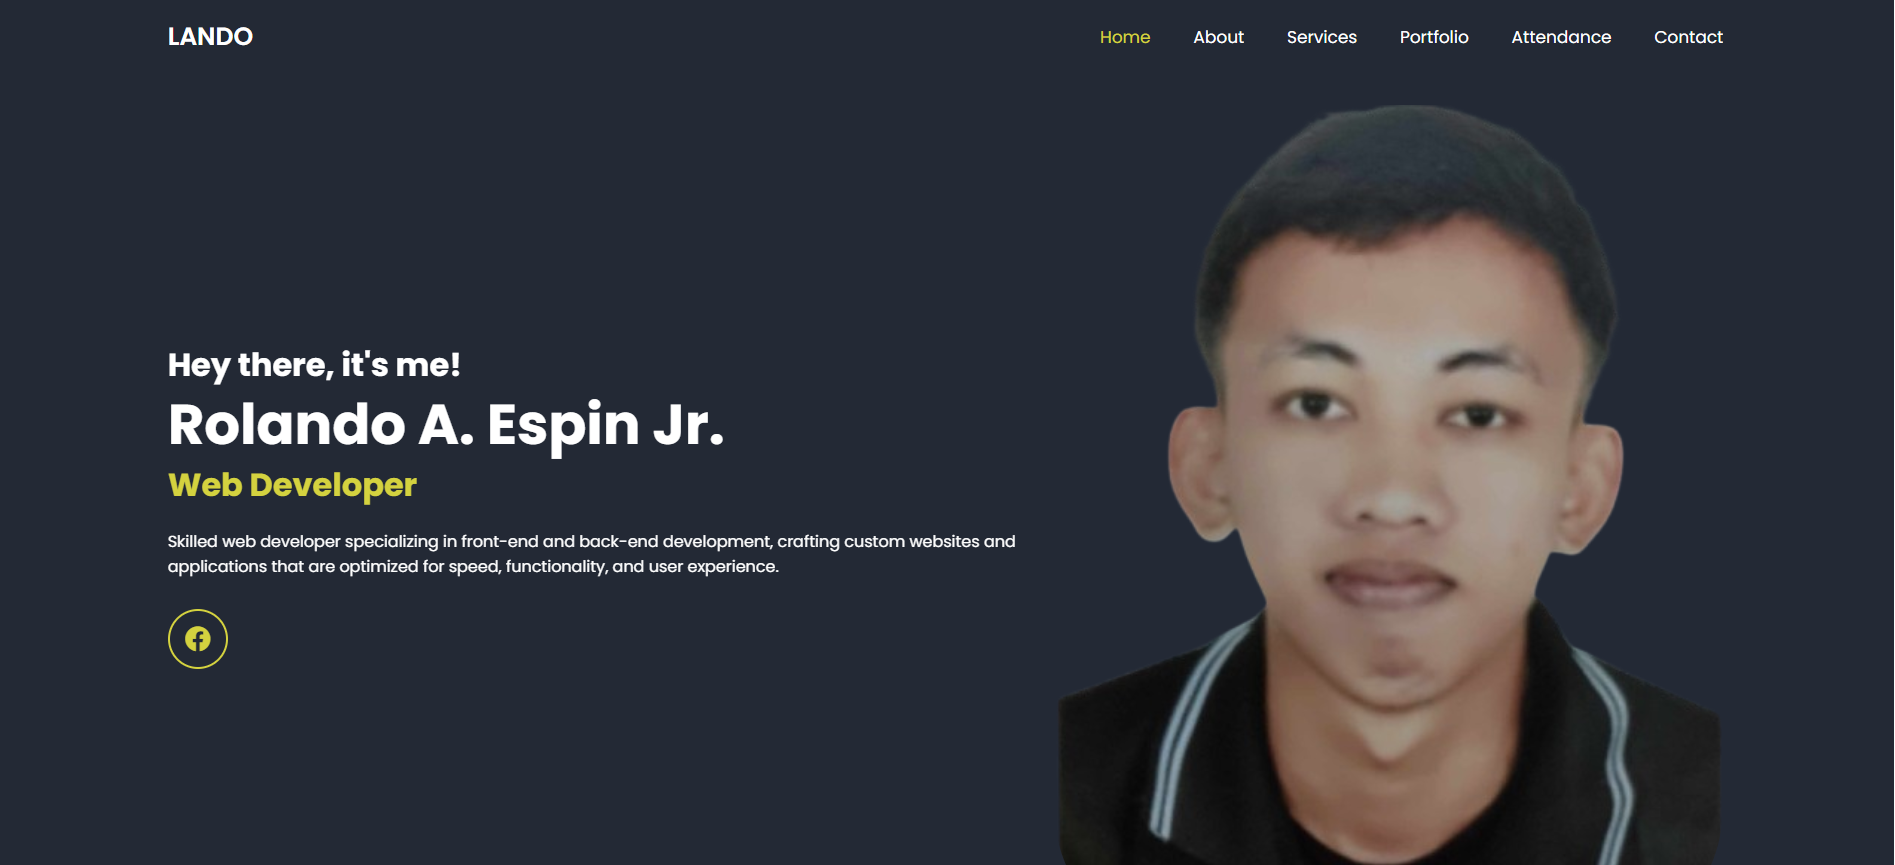 LANDO
Home About Services Portfolio Attendance Contact
Hey there, it's me!
Rolando A. Espin Jr.
Web Developer
Skilled web developer specializing in front-end and back-end development, crafting custom websites and
applications that are optimized for speed, functionality, and user experience.